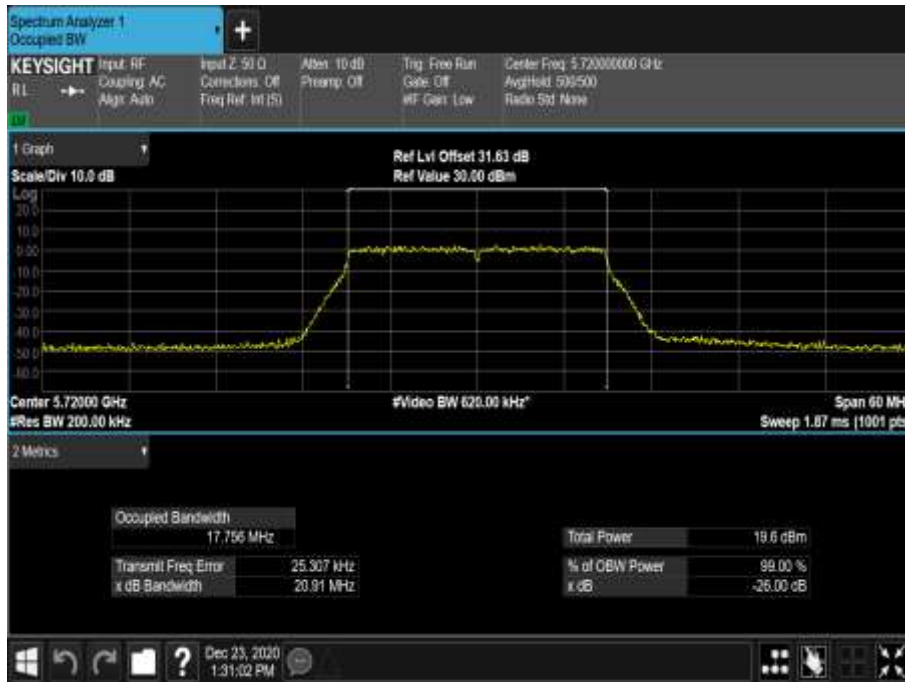 Spectrum Analyzer 1
Occupied BW
KEYSIGHT
Input: RF
Coupling: AC
Align: Auto
RL
Input Z: 50 Ω
Corrections: Off
Freq Ref: Int (S)
Atten: 10 dB
Preamp: Off
Trig: Free Run
Gate: Off
#IF Gain: Low
Center Freq: 5.720000000 GHz
Avg|Hold: 500/500
Radio Std: None
1 Graph
Scale/Div 10.0 dB
Ref Lvl Offset 31.63 dB
Ref Value 30.00 dBm
Log
20.0
10.0
0.00
-10.0
-20.0
-30.0
-40.0
-50.0
-60.0
Center 5.72000 GHz
#Video BW 620.00 kHz*
Span 60 MH
#Res BW 200.00 kHz
Sweep 1.87 ms (1001 pts
2 Metrics
Occupied Bandwidth
17.756 MHz
Total Power 19.6 dBm
Transmit Freq Error 25.307 kHz
% of OBW Power 99.00 %
x dB Bandwidth 20.91 MHz
x dB -26.00 dB
?
Dec 23, 2020
1:31:02 PM